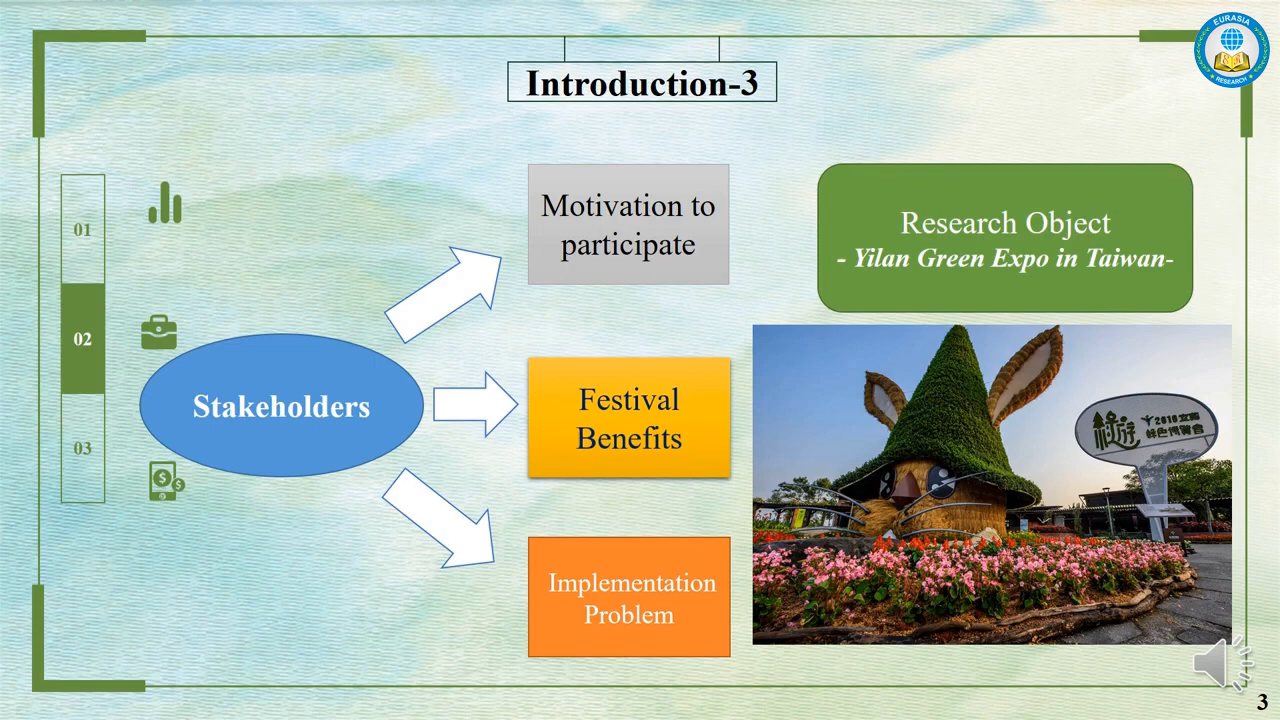 EURASIA
RESEARCH
Introduction-3
01
02
03
Stakeholders
Motivation to
participate
Festival
Benefits
Implementation
Problem
Research Object
- Yilan Green Expo in Taiwan-
綠色博覽會
3